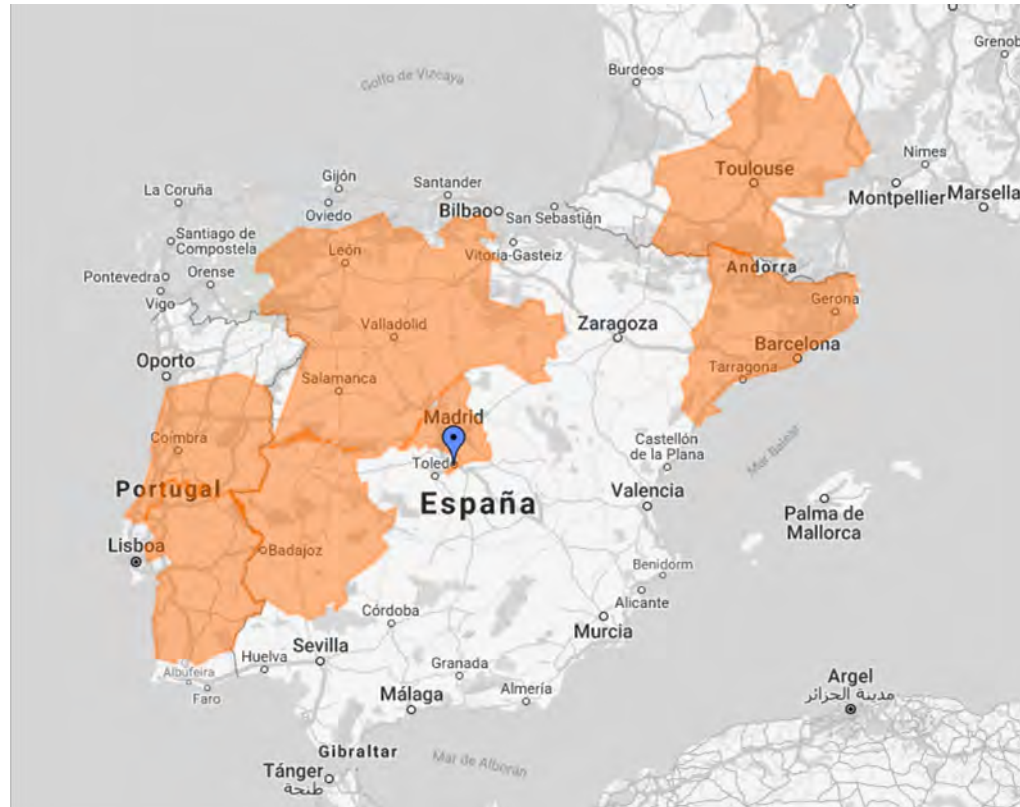 Grenob
Burdeos
Golfo de Vizcaya
Nimes
Toulouse
Montpellier
Marsella
Gijón
Santander
La Coruña
Oviedo
Bilbao
San Sebastián
Santiago de
Compostela
León
Vitoria-Gasteiz
Andorra
Pontevedra
Orense
Vigo
Gerona
Valladolid
Zaragoza
Barcelona
Oporto
Tarragona
Salamanca
Madrid
Coimbra
Castellón
de la Plana
Mar Balear
Toled
Portugal
España
Valencia
Palma de
Mallorca
Lisboa
Badajoz
Benidorm
Alicante
Córdoba
Murcia
Sevilla
Huelva
Granada
Albufeira
Faro
Málaga
Almería
Argel
مدينة الجزائر
Gibraltar
Mar de Alborán
Tánger
طنجة